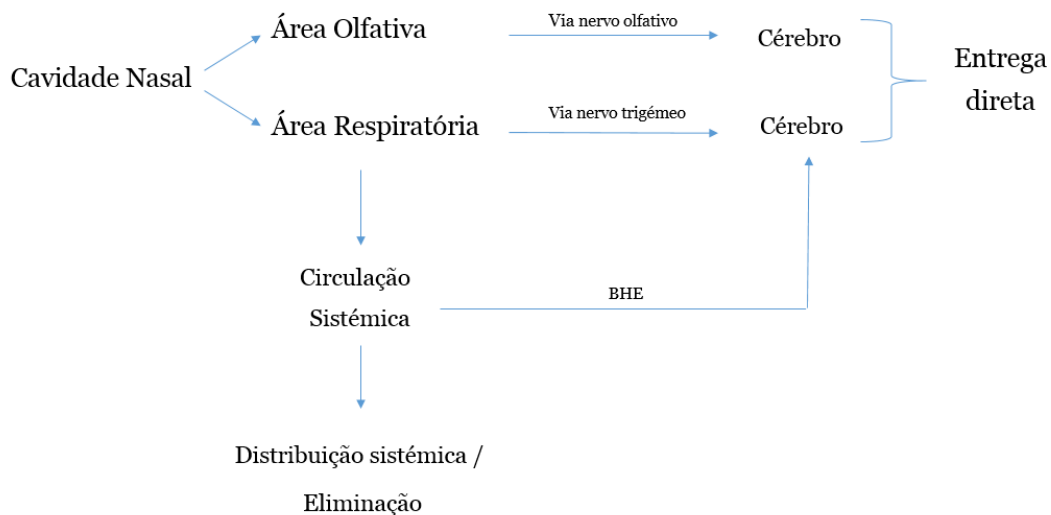 Área Olfativa
Via nervo olfativo
Cérebro
Cavidade Nasal
Entrega
direta
Área Respiratória
Via nervo trigémeo
Cérebro
Circulação
Sistémica
BHE
Distribuição sistémica /
Eliminação